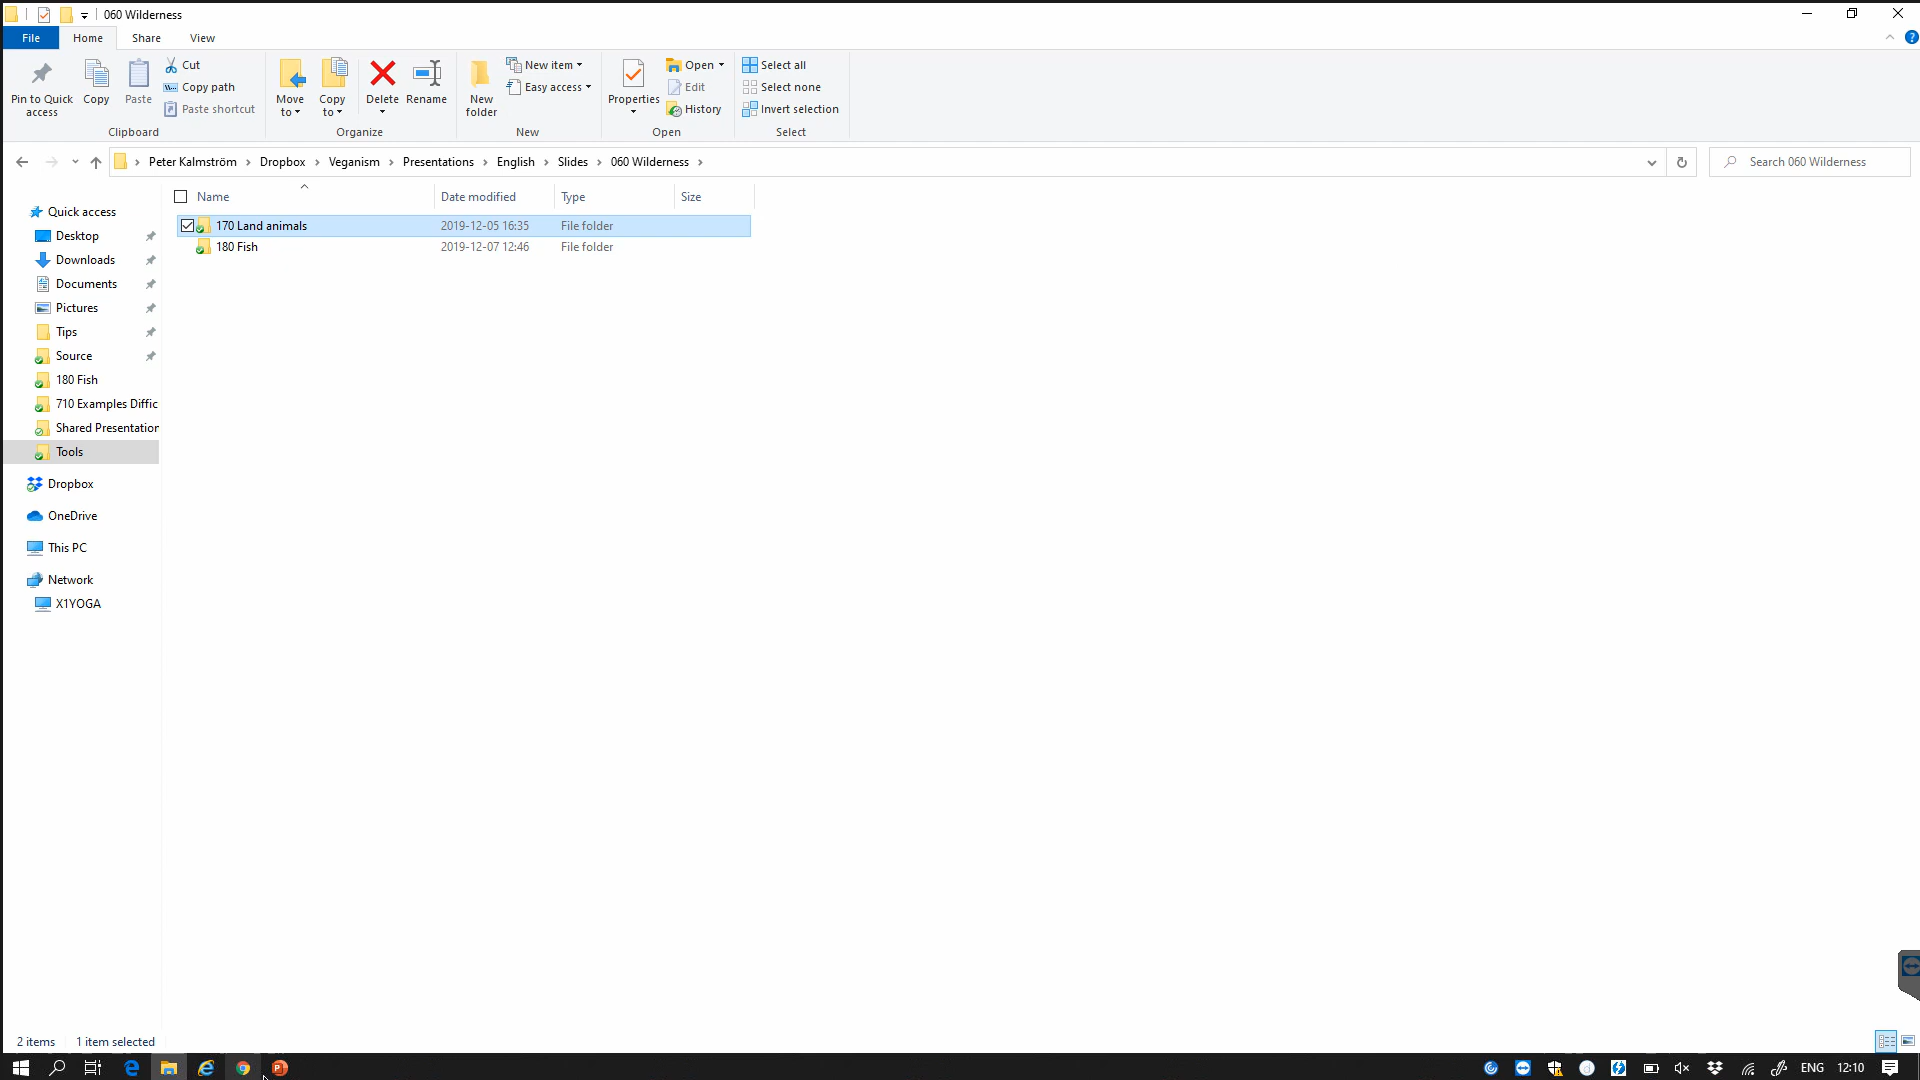 060 Wilderness
File
Home
Share
View
Pin to Quick access
Copy
Paste
Cut
Copy path
Paste shortcut
Clipboard
Move to
Copy to
Delete
Rename
Organize
New folder
New item
Easy access
New
Properties
Open
Edit
History
Open
Select all
Select none
Invert selection
Select
Peter Kalmström > Dropbox > Veganism > Presentations > English > Slides > 060 Wilderness >
Search 060 Wilderness
Name Date modified Type Size
170 Land animals 2019-12-05 16:35 File folder
180 Fish 2019-12-07 12:46 File folder
Quick access
Desktop
Downloads
Documents
Pictures
Tips
Source
180 Fish
710 Examples Diffic
Shared Presentation
Tools
Dropbox
OneDrive
This PC
Network
X1YOGA
2 items 1 item selected
ENG 12:10